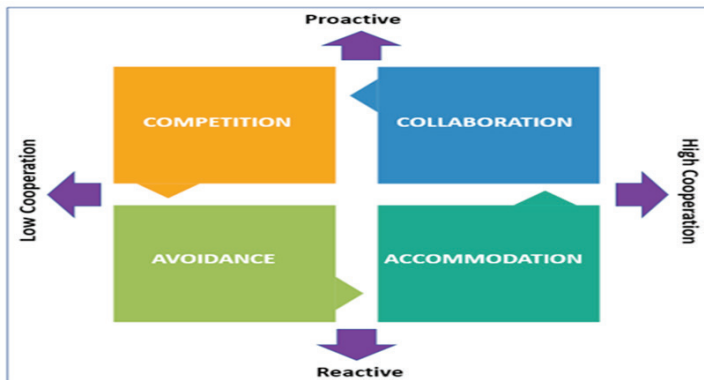 Proactive
COMPETITION
COLLABORATION
Low Cooperation
High Cooperation
AVOIDANCE
ACCOMMODATION
Reactive